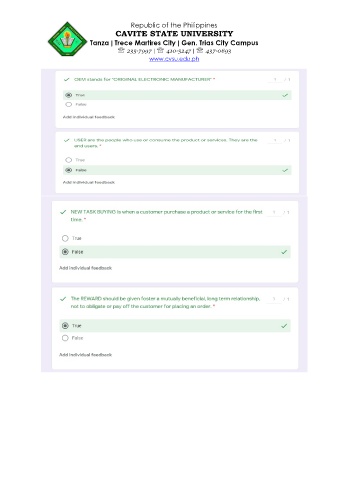 Republic of the Philippines
CAVITE STATE UNIVERSITY
Tanza | Trece Martires City | Gen. Trias City Campus
☏ 235-7997 | ☏ 410-5247 | ☏ 437-0693
www.cvsu.edu.ph
OEM stands for "ORIGINAL ELECTRONIC MANUFACTURER" *
1 / 1
True
False
Add individual feedback
USER are the people who use or consume the product or services. They are the
end users. *
1 / 1
True
False
Add individual feedback
NEW TASK BUYING is when a customer purchase a product or service for the first
time. *
1 / 1
True
False
Add individual feedback
The REWARD should be given foster a mutually beneficial, long term relationship,
not to obligate or pay off the customer for placing an order. *
1 / 1
True
False
Add individual feedback